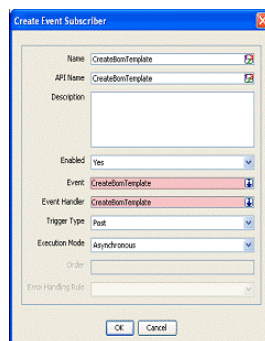 Create Event Subscriber
Name CreateBomTemplate
API Name CreateBomTemplate
Description
Enabled Yes
Event CreateBomTemplate
Event Handler CreateBomTemplate
Trigger Type Post
Execution Mode Asynchronous
Order
Error Handling Rule
OK Cancel